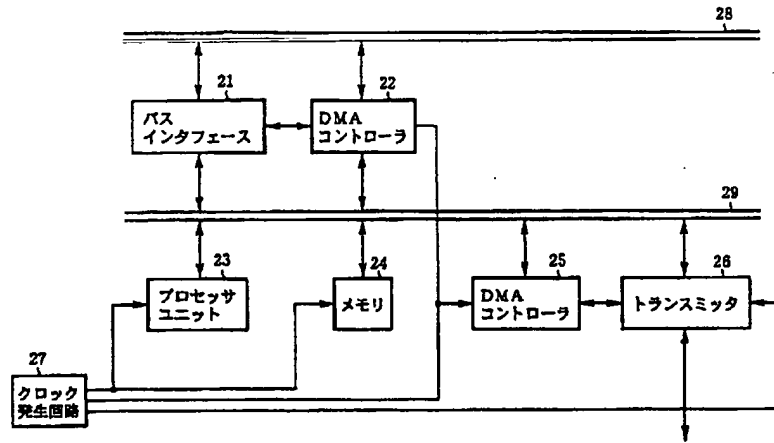 28
21
バス
インタフェース
22
DMA
コントローラ
29
23
プロセッサ
ユニット
24
メモリ
25
DMA
コントローラ
26
トランスミッタ
27
クロック
発生回路